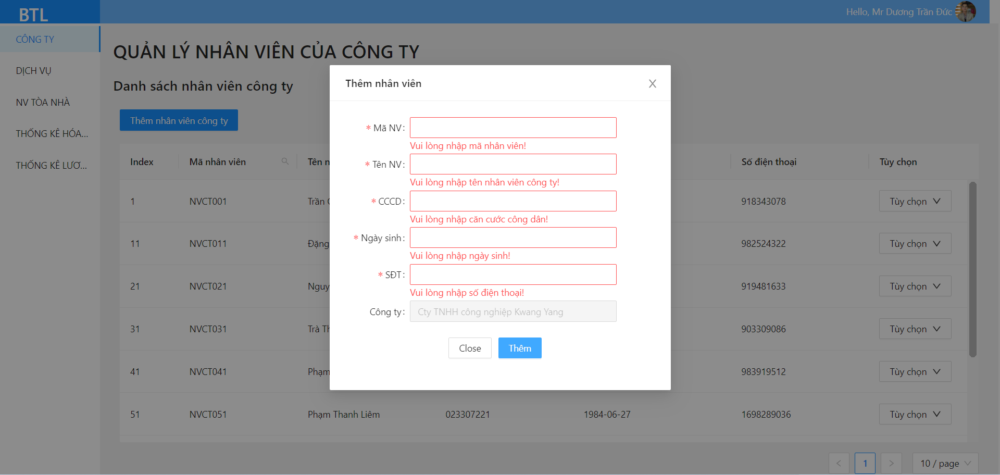 BTL
Hello, Mr Dương Trần Đức
CÔNG TY
DỊCH VỤ
NV TÒA NHÀ
THỐNG KÊ HÓA...
THỐNG KÊ LƯƠ...
QUẢN LÝ NHÂN VIÊN CỦA CÔNG TY
Danh sách nhân viên công ty
Thêm nhân viên công ty
Index Mã nhân viên Tên Số điện thoại Tùy chọn
1 NVCT001 Trần 918343078 Tùy chọn
11 NVCT011 Đặng 982524322 Tùy chọn
21 NVCT021 919481633 Tùy chọn
31 NVCT031 Trà 903309086 Tùy chọn
41 NVCT041 Phạm 983919512 Tùy chọn
51 NVCT051 Phạm Thanh Liêm 023307221 1984-06-27 1698289036 Tùy chọn
< 1 > 10 / page
Thêm nhân viên
* Mã NV:
Vui lòng nhập mã nhân viên!
* Tên NV:
Vui lòng nhập tên nhân viên công ty!
* CCCD:
Vui lòng nhập căn cước công dân!
* Ngày sinh:
Vui lòng nhập ngày sinh!
* SĐT:
Vui lòng nhập số điện thoại!
Công ty: Cty TNHH công nghiệp Kwang Yang
Close Thêm